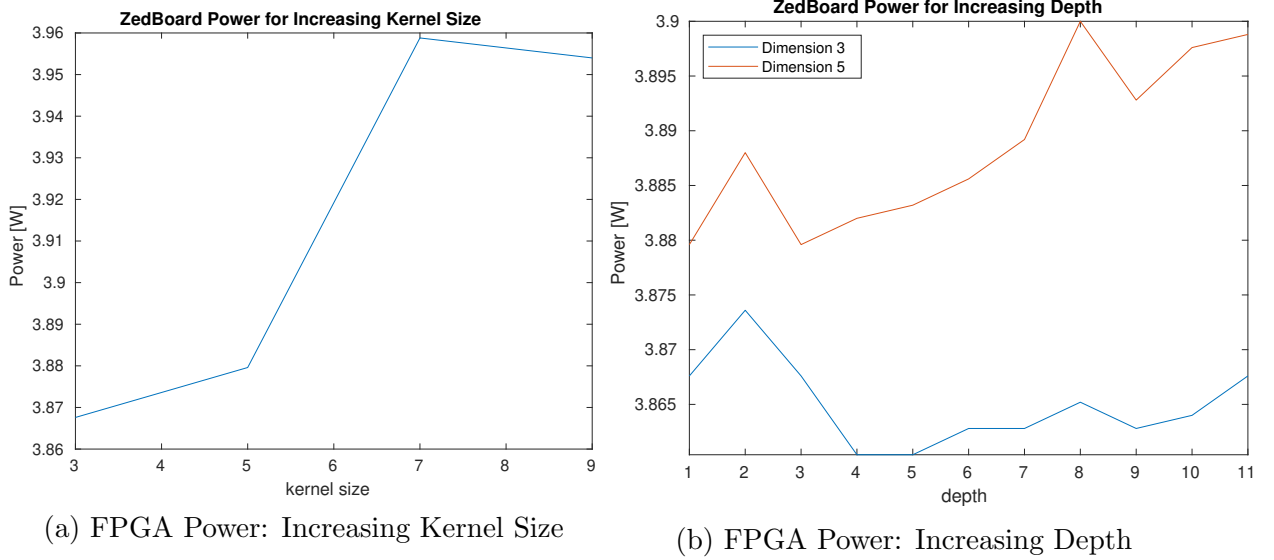 ZedBoard Power for Increasing Kernel Size
3.96
3.95
3.94
3.93
3.92
3.91
3.9
3.89
3.88
3.87
3.86
Power [W]
3 4 5 6 7 8 9
kernel size
(a) FPGA Power: Increasing Kernel Size
ZedBoard Power for Increasing Depth
Dimension 3
Dimension 5
3.9
3.895
3.89
3.885
3.88
3.875
3.87
3.865
Power [W]
1 2 3 4 5 6 7 8 9 10 11
depth
(b) FPGA Power: Increasing Depth